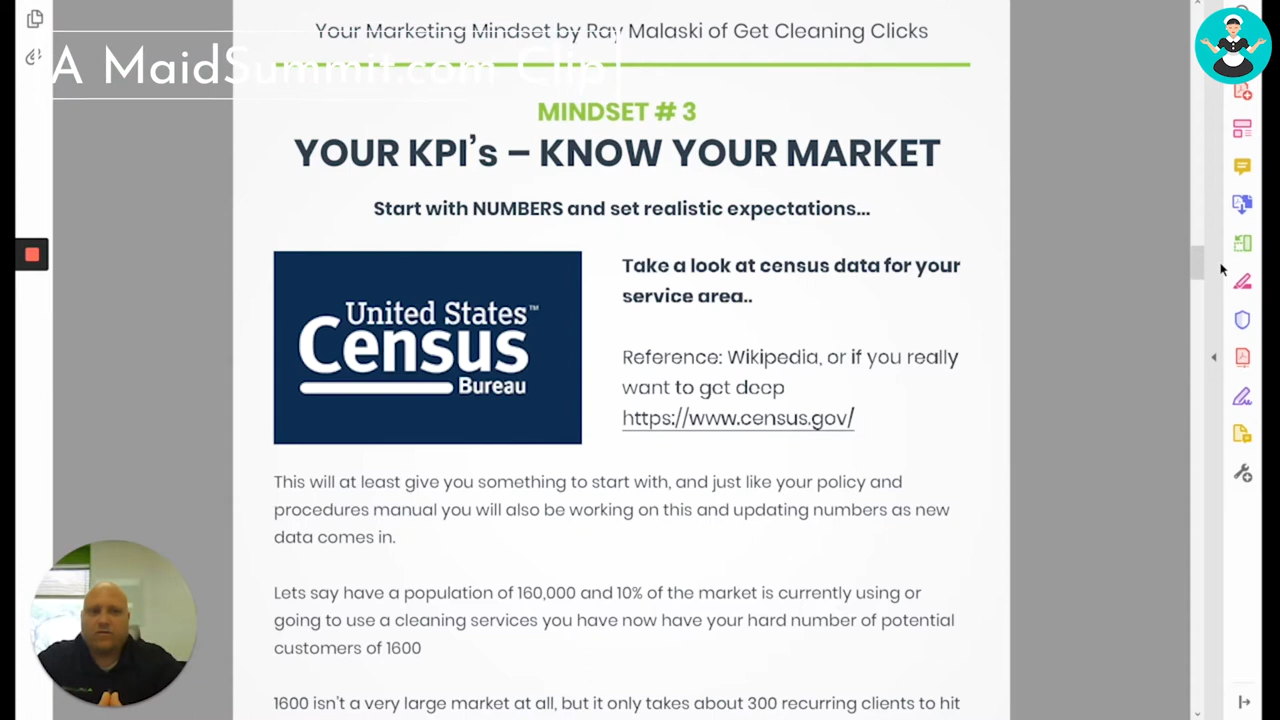 Your Marketing Mindset by Ray Malaski of Get Cleaning Clicks
A MaidSummit.com Clip
MINDSET # 3
YOUR KPI's – KNOW YOUR MARKET
Start with NUMBERS and set realistic expectations...
United States™
Census
Bureau
Take a look at census data for your
service area..
Reference: Wikipedia, or if you really
want to get deep
https://www.census.gov/
This will at least give you something to start with, and just like your policy and
procedures manual you will also be working on this and updating numbers as new
data comes in.
Lets say have a population of 160,000 and 10% of the market is currently using or
going to use a cleaning services you have now have your hard number of potential
customers of 1600
1600 isn't a very large market at all, but it only takes about 300 recurring clients to hit